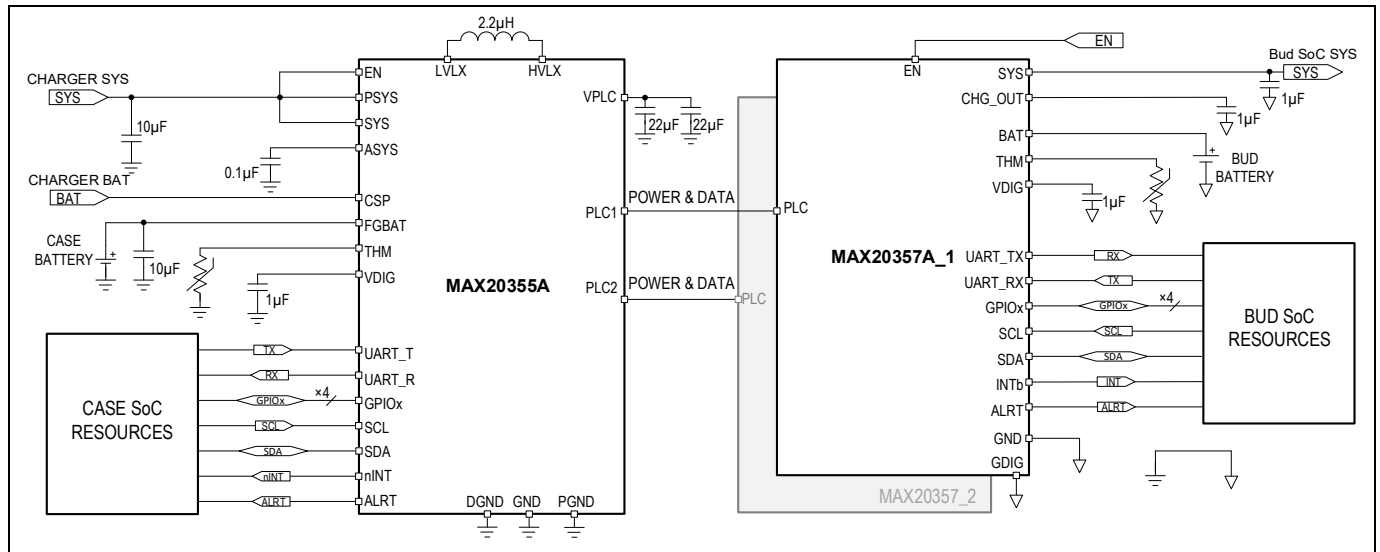 2.2µH
LVLX
HVLX
CHARGER SYS
SYS
10µF
EN
PSYS
SYS
ASYS
0.1µF
CHARGER BAT
BAT
CSP
FGBAT
CASE
BATTERY
+
10µF
THM
VDIG
1µF
MAX20355A
VPLC
22µF
22µF
PLC1
POWER & DATA
PLC2
POWER & DATA
CASE SoC
RESOURCES
TX
UART_T
RX
UART_R
GPIOx
×4
GPIOx
SCL
SCL
SDA
SDA
nINT
nINT
ALRT
ALRT
DGND
GND
PGND
EN
EN
PLC
PLC
MAX20357A_1
MAX20357_2
SYS
Bud SoC SYS
SYS
1µF
CHG_OUT
1µF
BAT
+
BUD
BATTERY
THM
VDIG
1µF
UART_TX
RX
UART_RX
TX
GPIOx
GPIOx
×4
SCL
SCL
SDA
SDA
INTb
INT
ALRT
ALRT
GND
GDIG
BUD SoC
RESOURCES